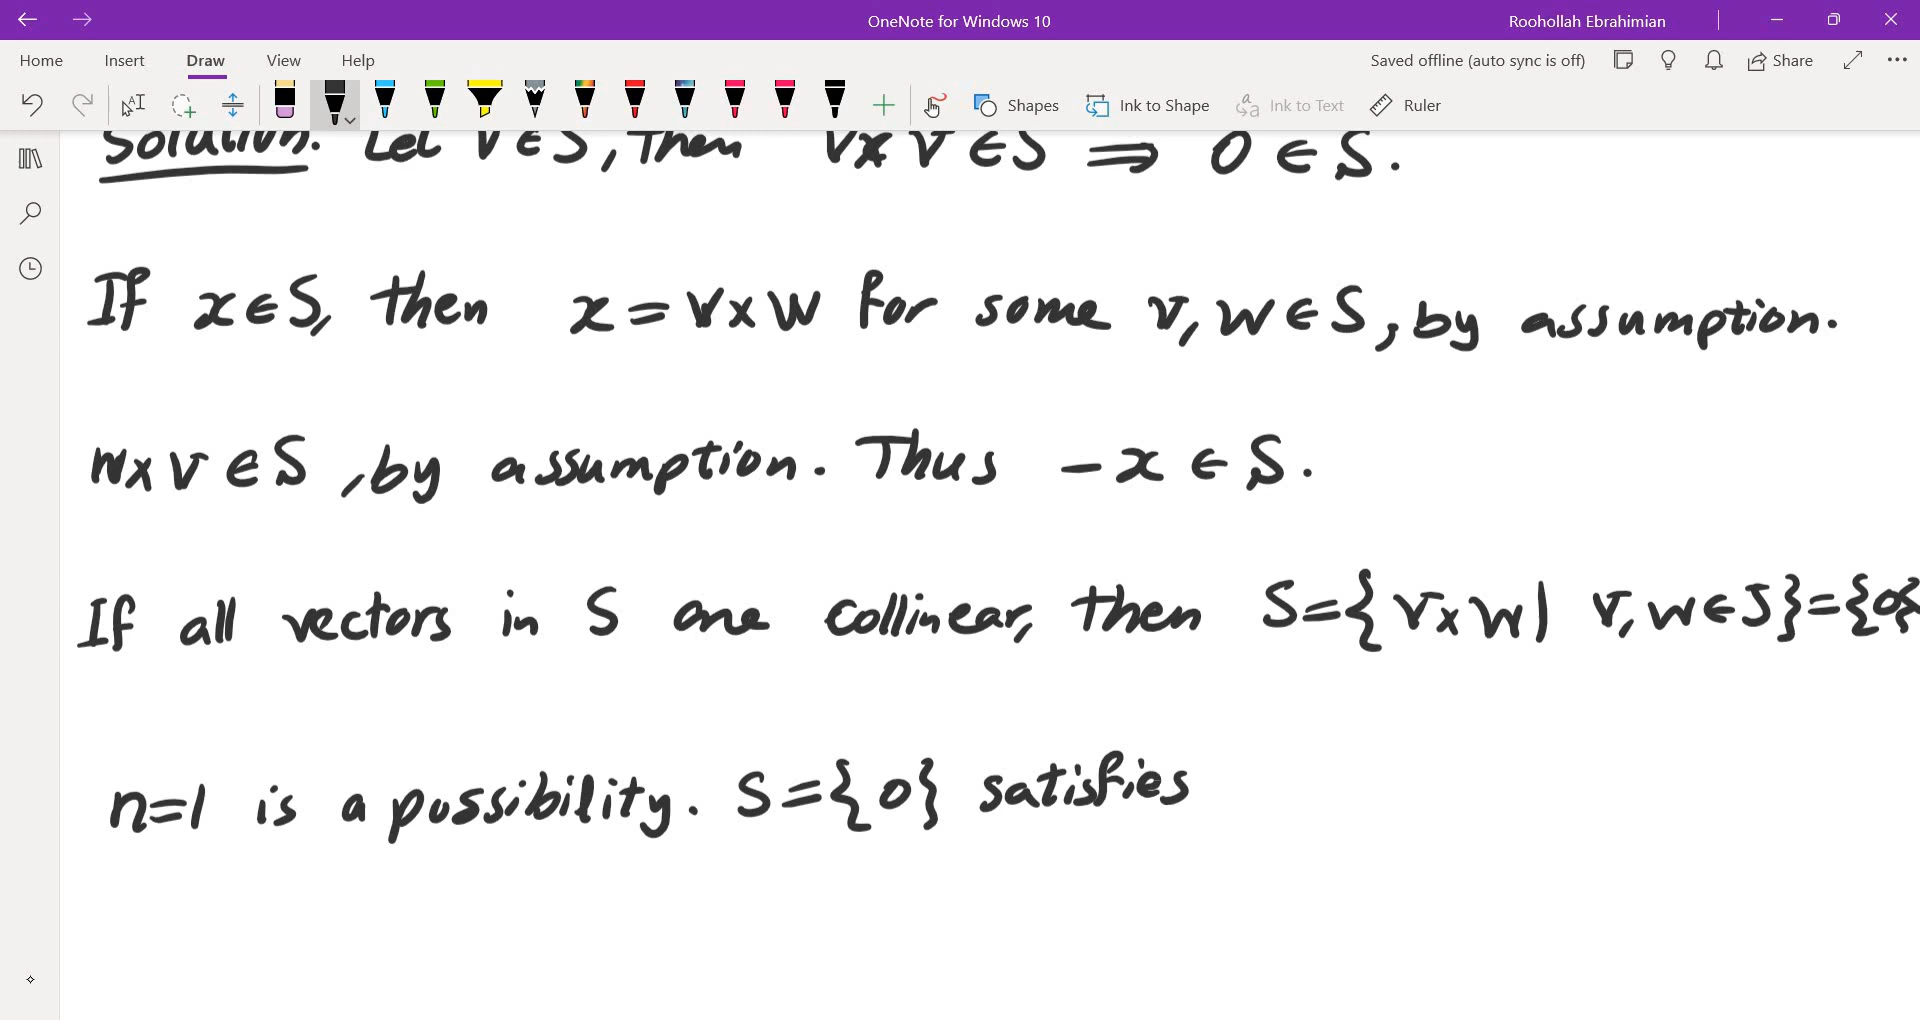 OneNote for Windows 10
Roohollah Ebrahimian
Home Insert Draw View Help
Saved offline (auto sync is off) Share
Shapes Ink to Shape Ink to Text Ruler
Solution. Let v ∈ S, then v × v ∈ S ⟹ 0 ∈ S.
If x ∈ S, then x = v × w for some v, w ∈ S, by assumption.
w × v ∈ S, by assumption. Thus -x ∈ S.
If all vectors in S are collinear, then S = { v × w | v, w ∈ S } = {0}
n=1 is a possibility. S = {0} satisfies